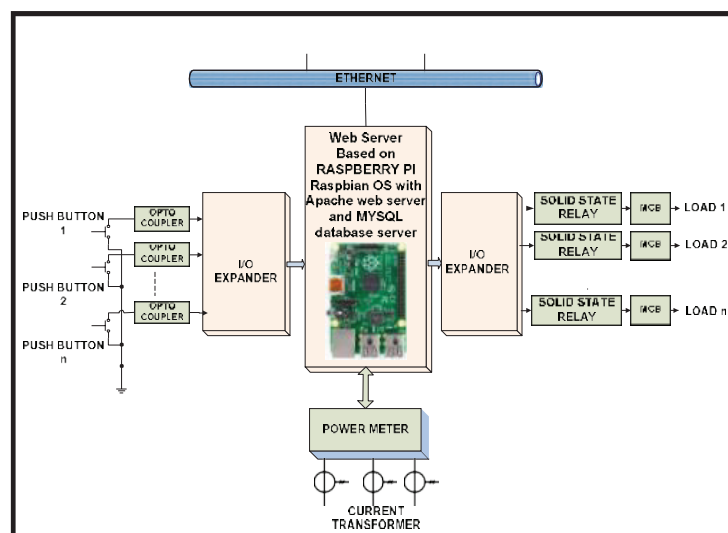 ETHERNET
Web Server
Based on
RASPBERRY PI
Raspbian OS with
Apache web server
and MYSQL
database server
PUSH BUTTON
1
OPTO
COUPLER
PUSH BUTTON
2
OPTO
COUPLER
PUSH BUTTON
n
OPTO
COUPLER
I/O
EXPANDER
I/O
EXPANDER
SOLID STATE
RELAY
MCB
LOAD 1
SOLID STATE
RELAY
MCB
LOAD 2
SOLID STATE
RELAY
MCB
LOAD n
POWER METER
CURRENT
TRANSFORMER